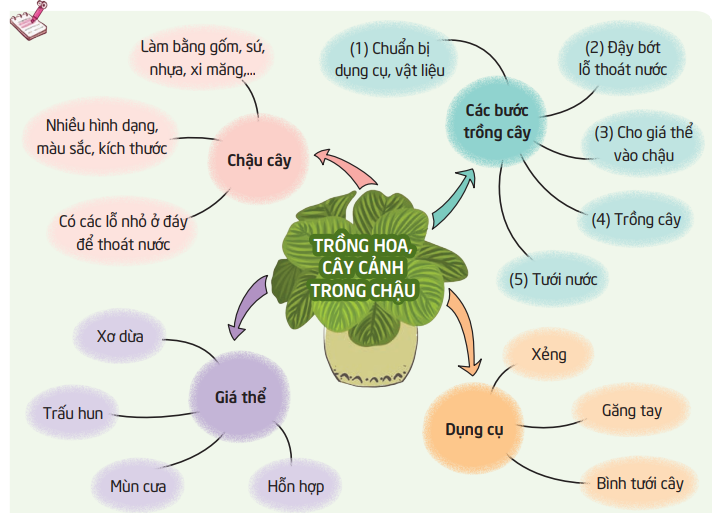 TRỒNG HOA,
CÂY CẢNH
TRONG CHẬU
Chậu cây
Làm bằng gốm, sứ,
nhựa, xi măng,...
Nhiều hình dạng,
màu sắc, kích thước
Có các lỗ nhỏ ở đáy
để thoát nước
Các bước
trồng cây
(1) Chuẩn bị
dụng cụ, vật liệu
(2) Đậy bớt
lỗ thoát nước
(3) Cho giá thể
vào chậu
(4) Trồng cây
(5) Tưới nước
Giá thể
Xơ dừa
Trấu hun
Mùn cưa
Hỗn hợp
Dụng cụ
Xẻng
Găng tay
Bình tưới cây